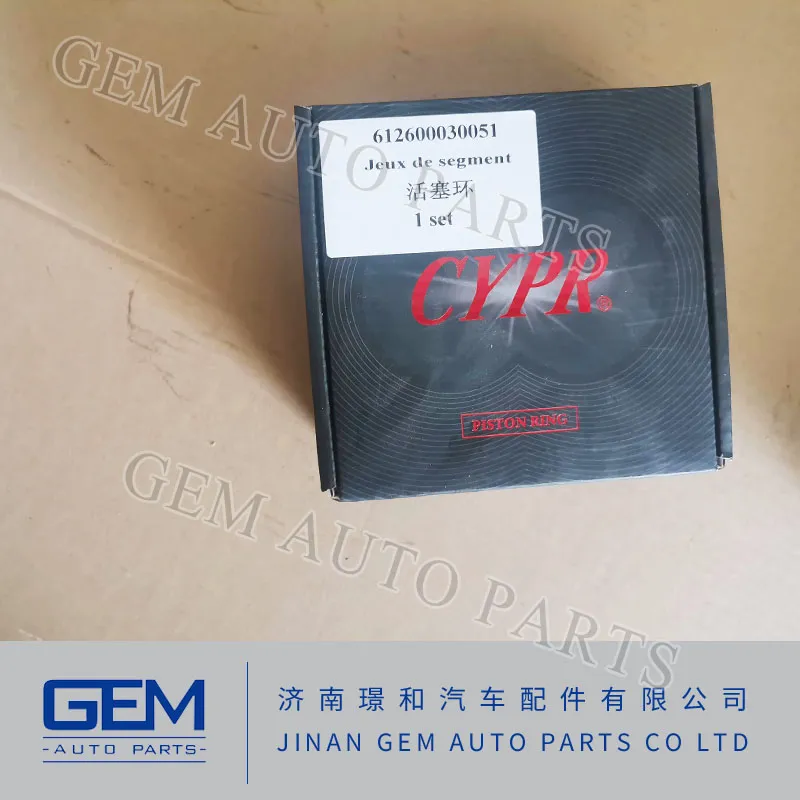 GEM AUTO PARTS
612600030051
Jeux de segment
活塞环
1 set
CYPR®
PISTON RING
GEM AUTO PARTS
GEM
-AUTO PARTS-
济南璟和汽车配件有限公司
JINAN GEM AUTO PARTS CO LTD